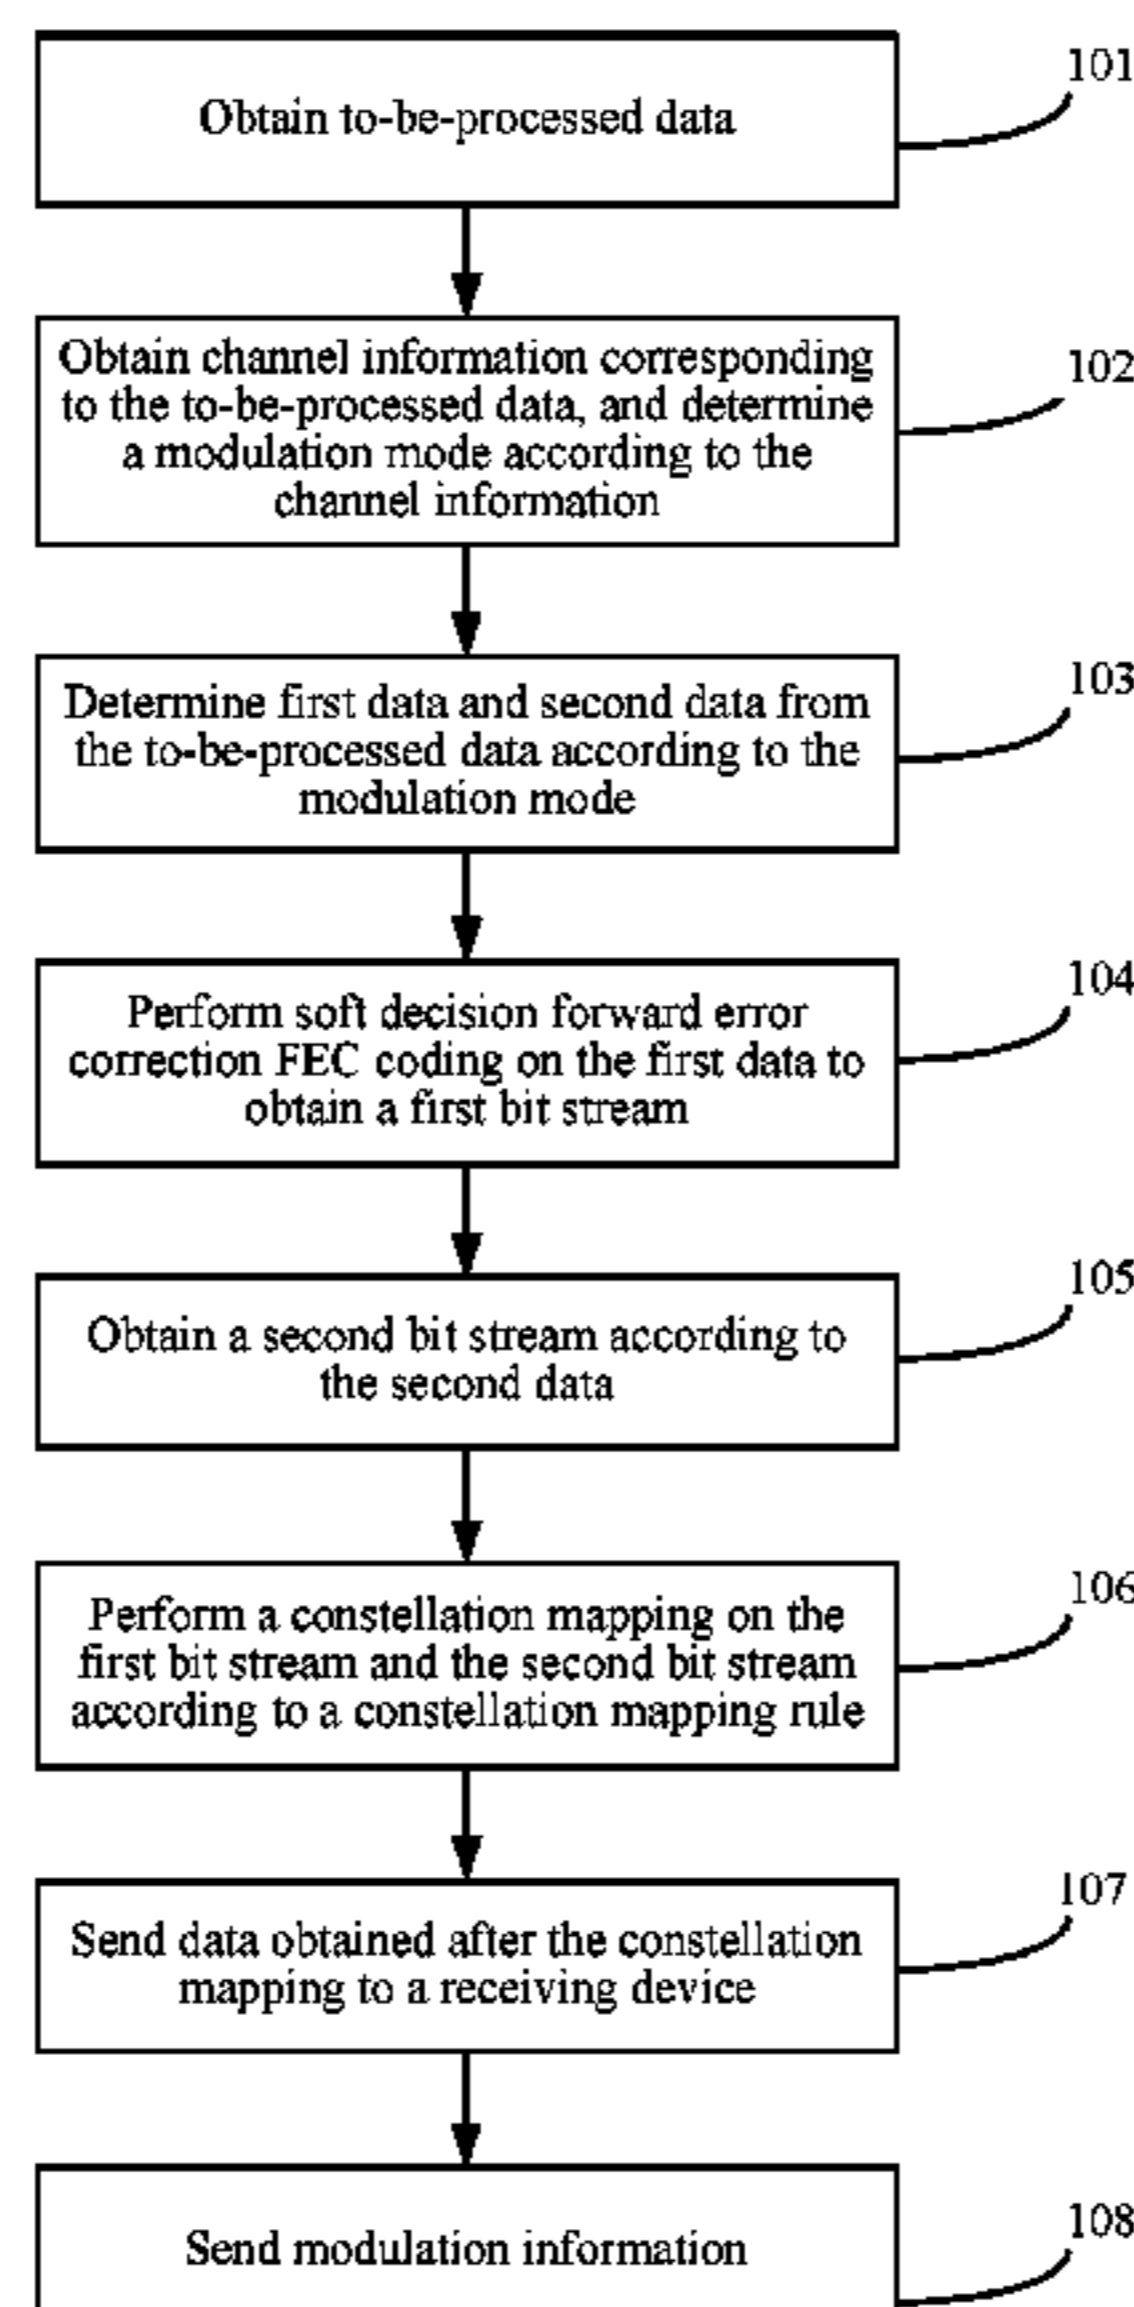 Obtain to-be-processed data
101
Obtain channel information corresponding
to the to-be-processed data, and determine
a modulation mode according to the
channel information
102
Determine first data and second data from
the to-be-processed data according to the
modulation mode
103
Perform soft decision forward error
correction FEC coding on the first data to
obtain a first bit stream
104
Obtain a second bit stream according to
the second data
105
Perform a constellation mapping on the
first bit stream and the second bit stream
according to a constellation mapping rule
106
Send data obtained after the constellation
mapping to a receiving device
107
Send modulation information
108